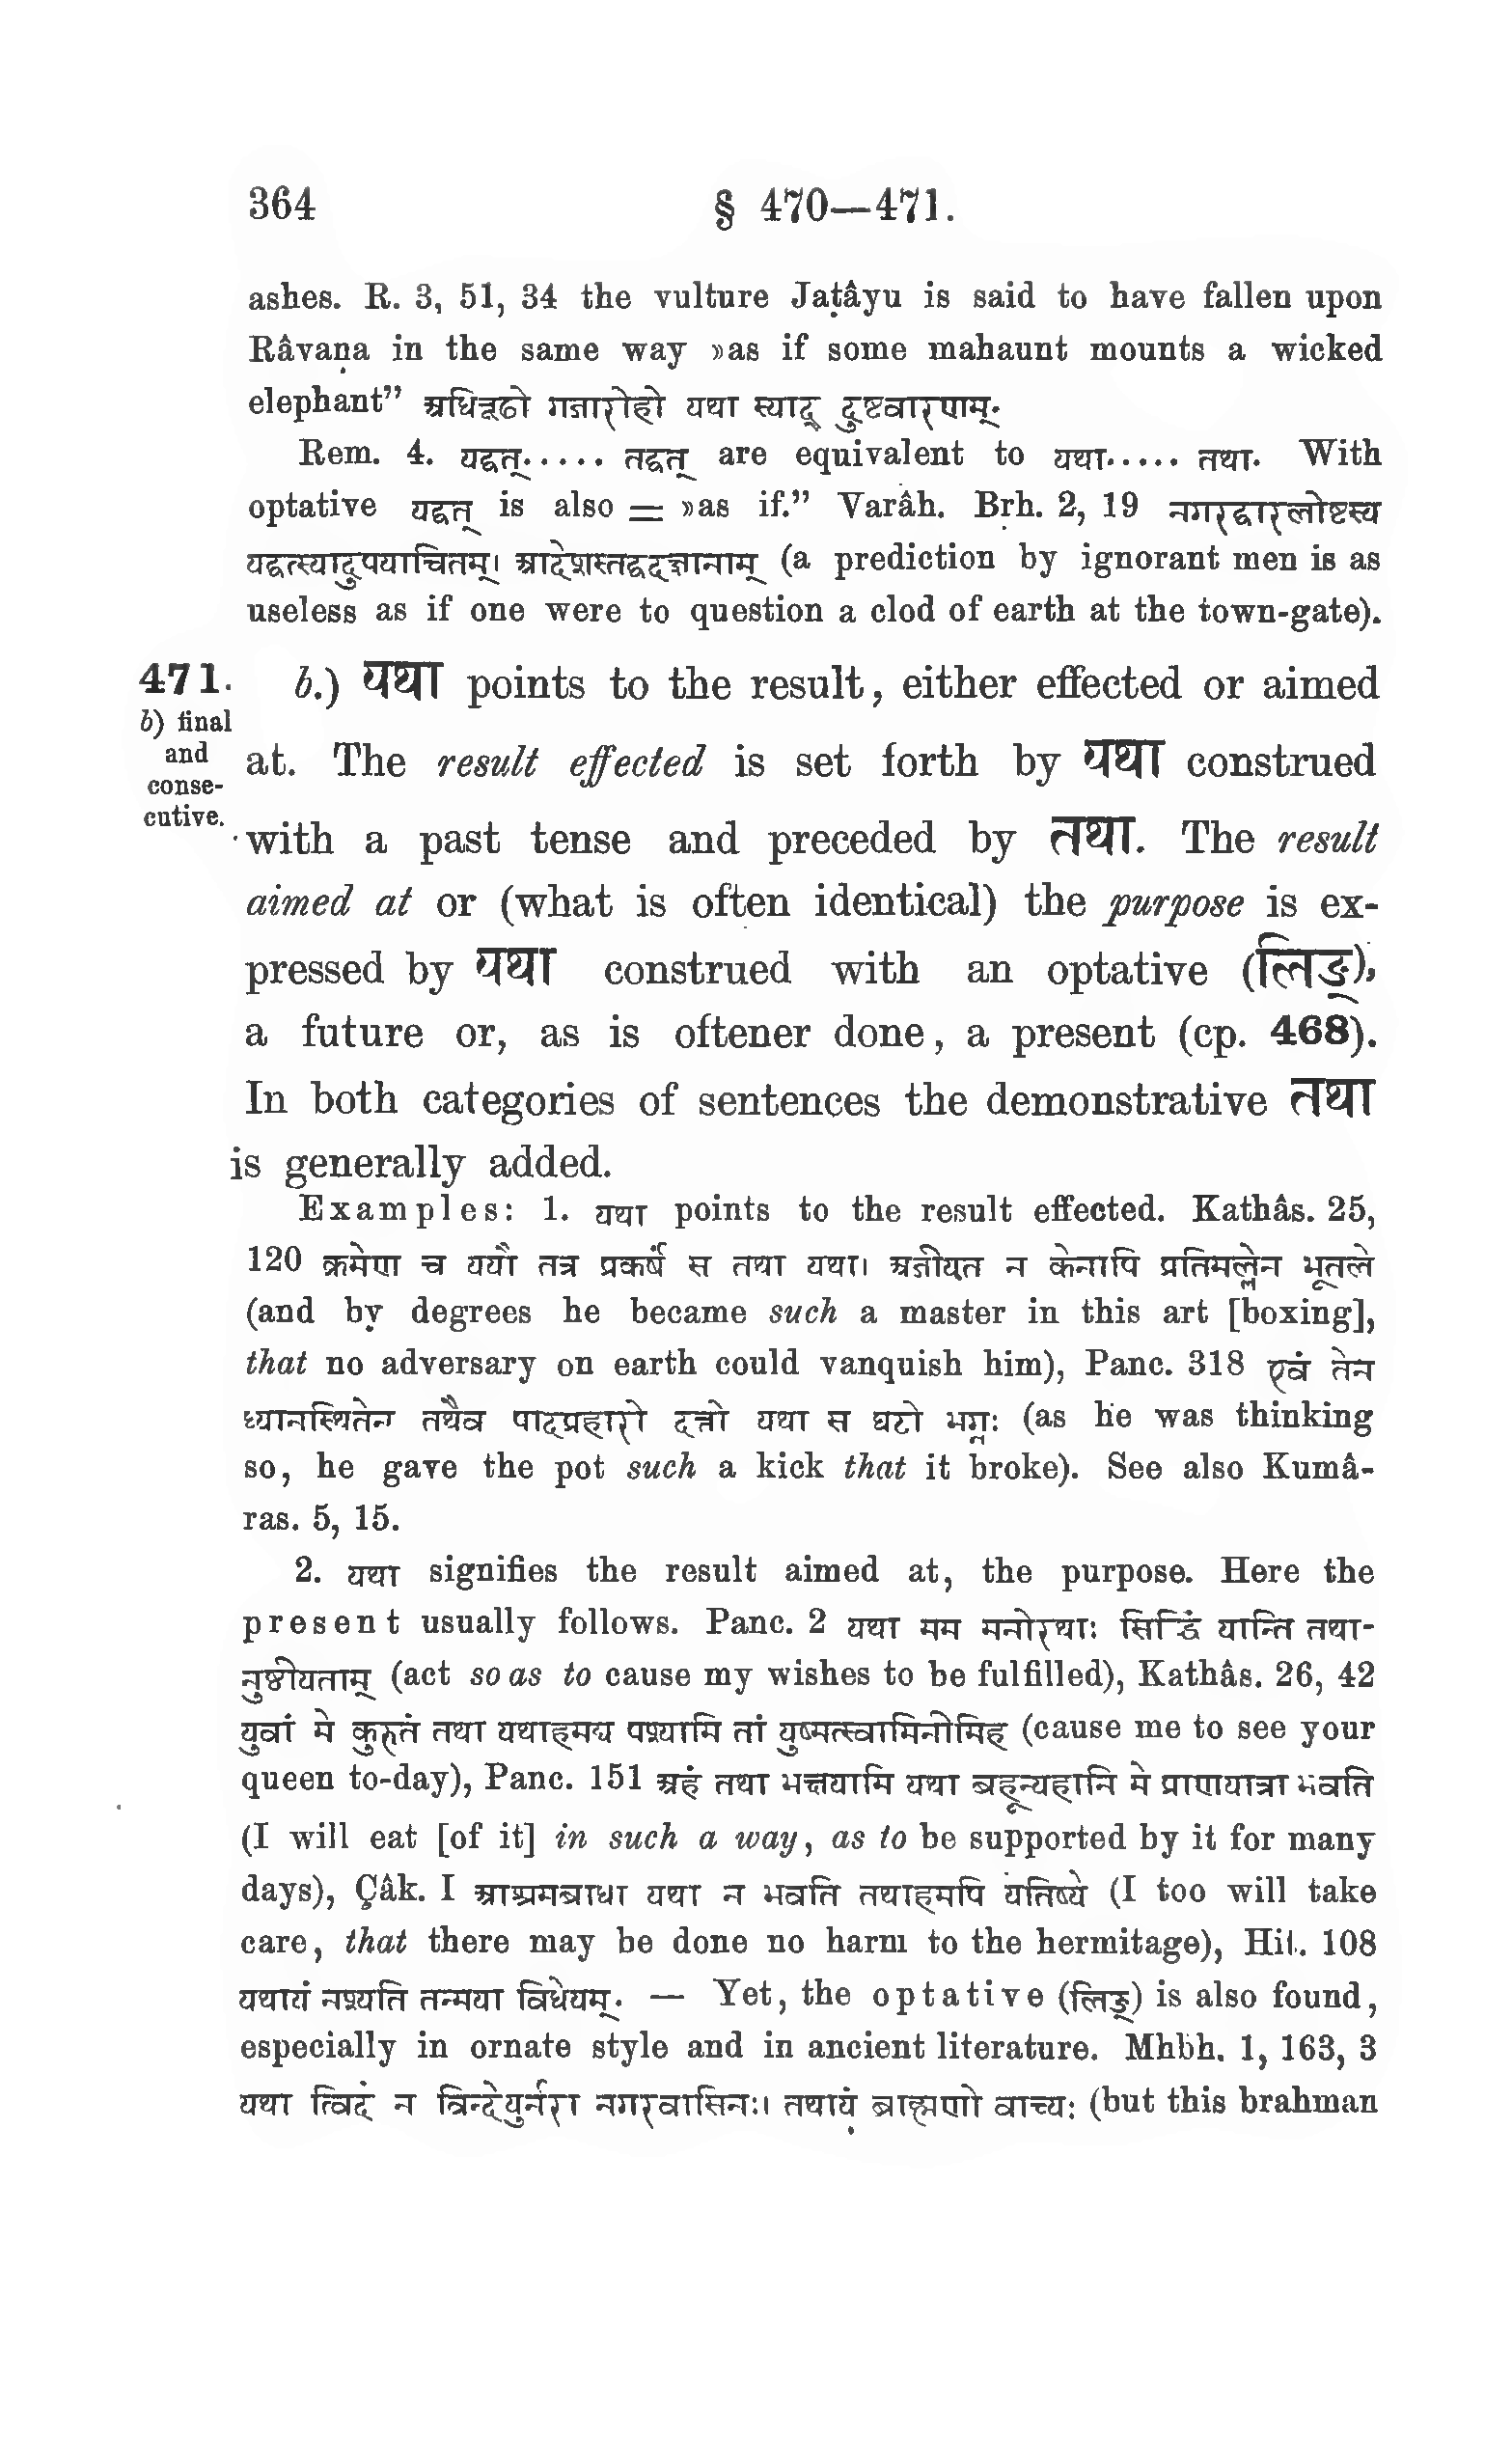 364 § 470—471.
ashes. R. 3, 51, 34 the vulture Jaṭâyu is said to have fallen upon
Râvaṇa in the same way »as if some mahaunt mounts a wicked
elephant” अधिरूढो गजारोहो यथा स्याद् दुष्टवारणम्.
Rem. 4. यद्वत्..... तद्वत् are equivalent to यथा..... तथा. With
optative यद्वत् is also = »as if.” Varâh. Bṛh. 2, 19 नगरद्वारलोष्टस्य
यद्वत्स्यादुपयाचितम्। आदेशस्तद्वदज्ञानाम् (a prediction by ignorant men is as
useless as if one were to question a clod of earth at the town-gate).
471. b.) यथा points to the result, either effected or aimed
b) final
and
conse-
cutive.
at. The result effected is set forth by यथा construed
with a past tense and preceded by तथा. The result
aimed at or (what is often identical) the purpose is ex-
pressed by यथा construed with an optative (लिङ्),
a future or, as is oftener done, a present (cp. 468).
In both categories of sentences the demonstrative तथा
is generally added.
Examples: 1. यथा points to the result effected. Kathâs. 25,
120 क्रमेण च ययौ तत्र प्रकर्षं स तथा यथा। अजीयत न केनापि प्रतिमल्लेन भूतले
(and by degrees he became such a master in this art [boxing],
that no adversary on earth could vanquish him), Panc. 318 एवं तेन
ध्यानस्थितेन तथैव पादप्रहारो दत्तो यथा स घटो भग्नः (as he was thinking
so, he gave the pot such a kick that it broke). See also Kumâ-
ras. 5, 15.
2. यथा signifies the result aimed at, the purpose. Here the
present usually follows. Panc. 2 यथा मम मनोरथाः सिद्धिं यान्ति तथा-
नुष्ठीयताम् (act so as to cause my wishes to be fulfilled), Kathâs. 26, 42
युवां मे कुरुतं तथा यथाहमद्य पश्यामि तां युष्मत्स्वामिनीमिह (cause me to see your
queen to-day), Panc. 151 अहं तथा भक्षयामि यथा बहून्यहानि मे प्राणयात्रा भवति
(I will eat [of it] in such a way, as to be supported by it for many
days), Çâk. I आश्रमबाधा यथा न भवति तथाहमपि यतिष्ये (I too will take
care, that there may be done no harm to the hermitage), Hit. 108
यथायं नश्यति तन्मया विधेयम्. — Yet, the optative (लिङ्) is also found,
especially in ornate style and in ancient literature. Mhbh. 1, 163, 3
यथा त्विदं न विन्देयुर्नरा नगरवासिनः। तथायं ब्राह्मणो वाच्यः (but this brahman